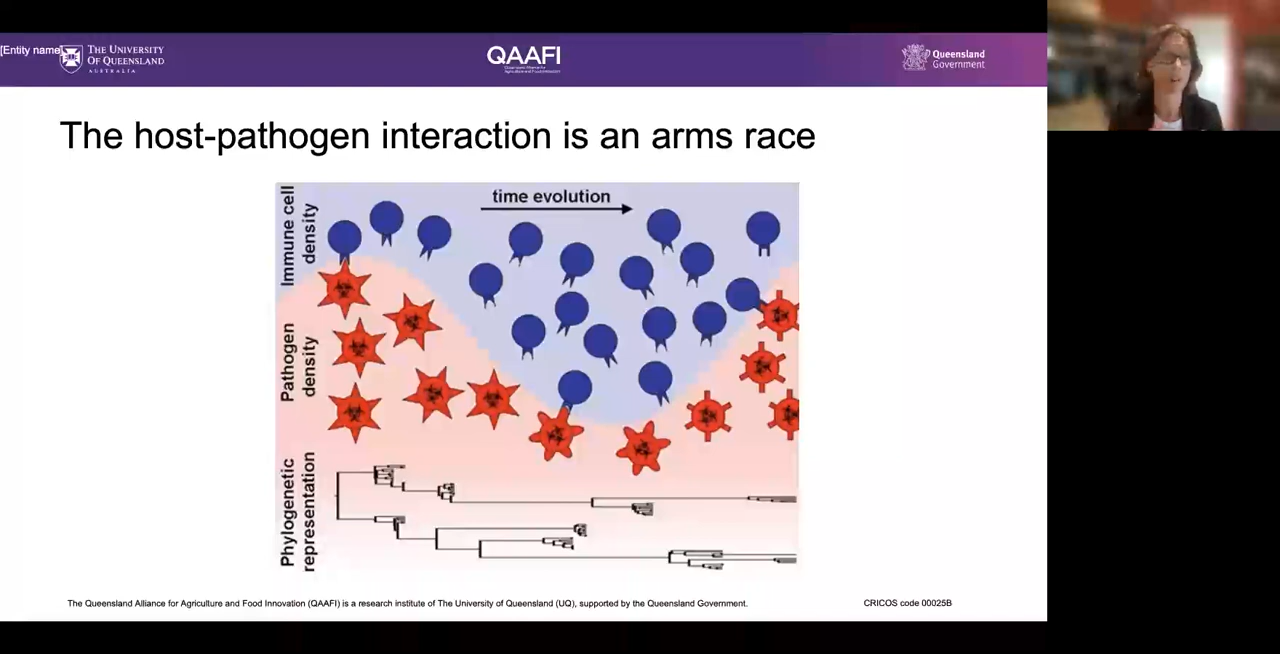 [Entity name]
THE UNIVERSITY
OF QUEENSLAND
AUSTRALIA
QAAFI
Queensland
Government
The host-pathogen interaction is an arms race
time evolution
Immune cell
density
Pathogen
density
Phylogenetic
representation
The Queensland Alliance for Agriculture and Food Innovation (QAAFI) is a research institute of The University of Queensland (UQ), supported by the Queensland Government.
CRICOS code 00025B